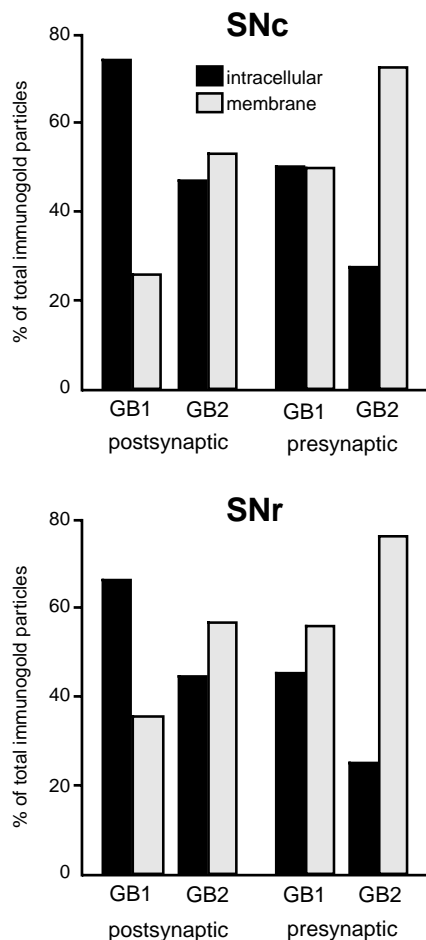 SNc
80
60
40
20
0
% of total immunogold particles
intracellular
membrane
GB1 GB2 GB1 GB2
postsynaptic presynaptic
SNr
80
60
40
20
0
% of total immunogold particles
GB1 GB2 GB1 GB2
postsynaptic presynaptic